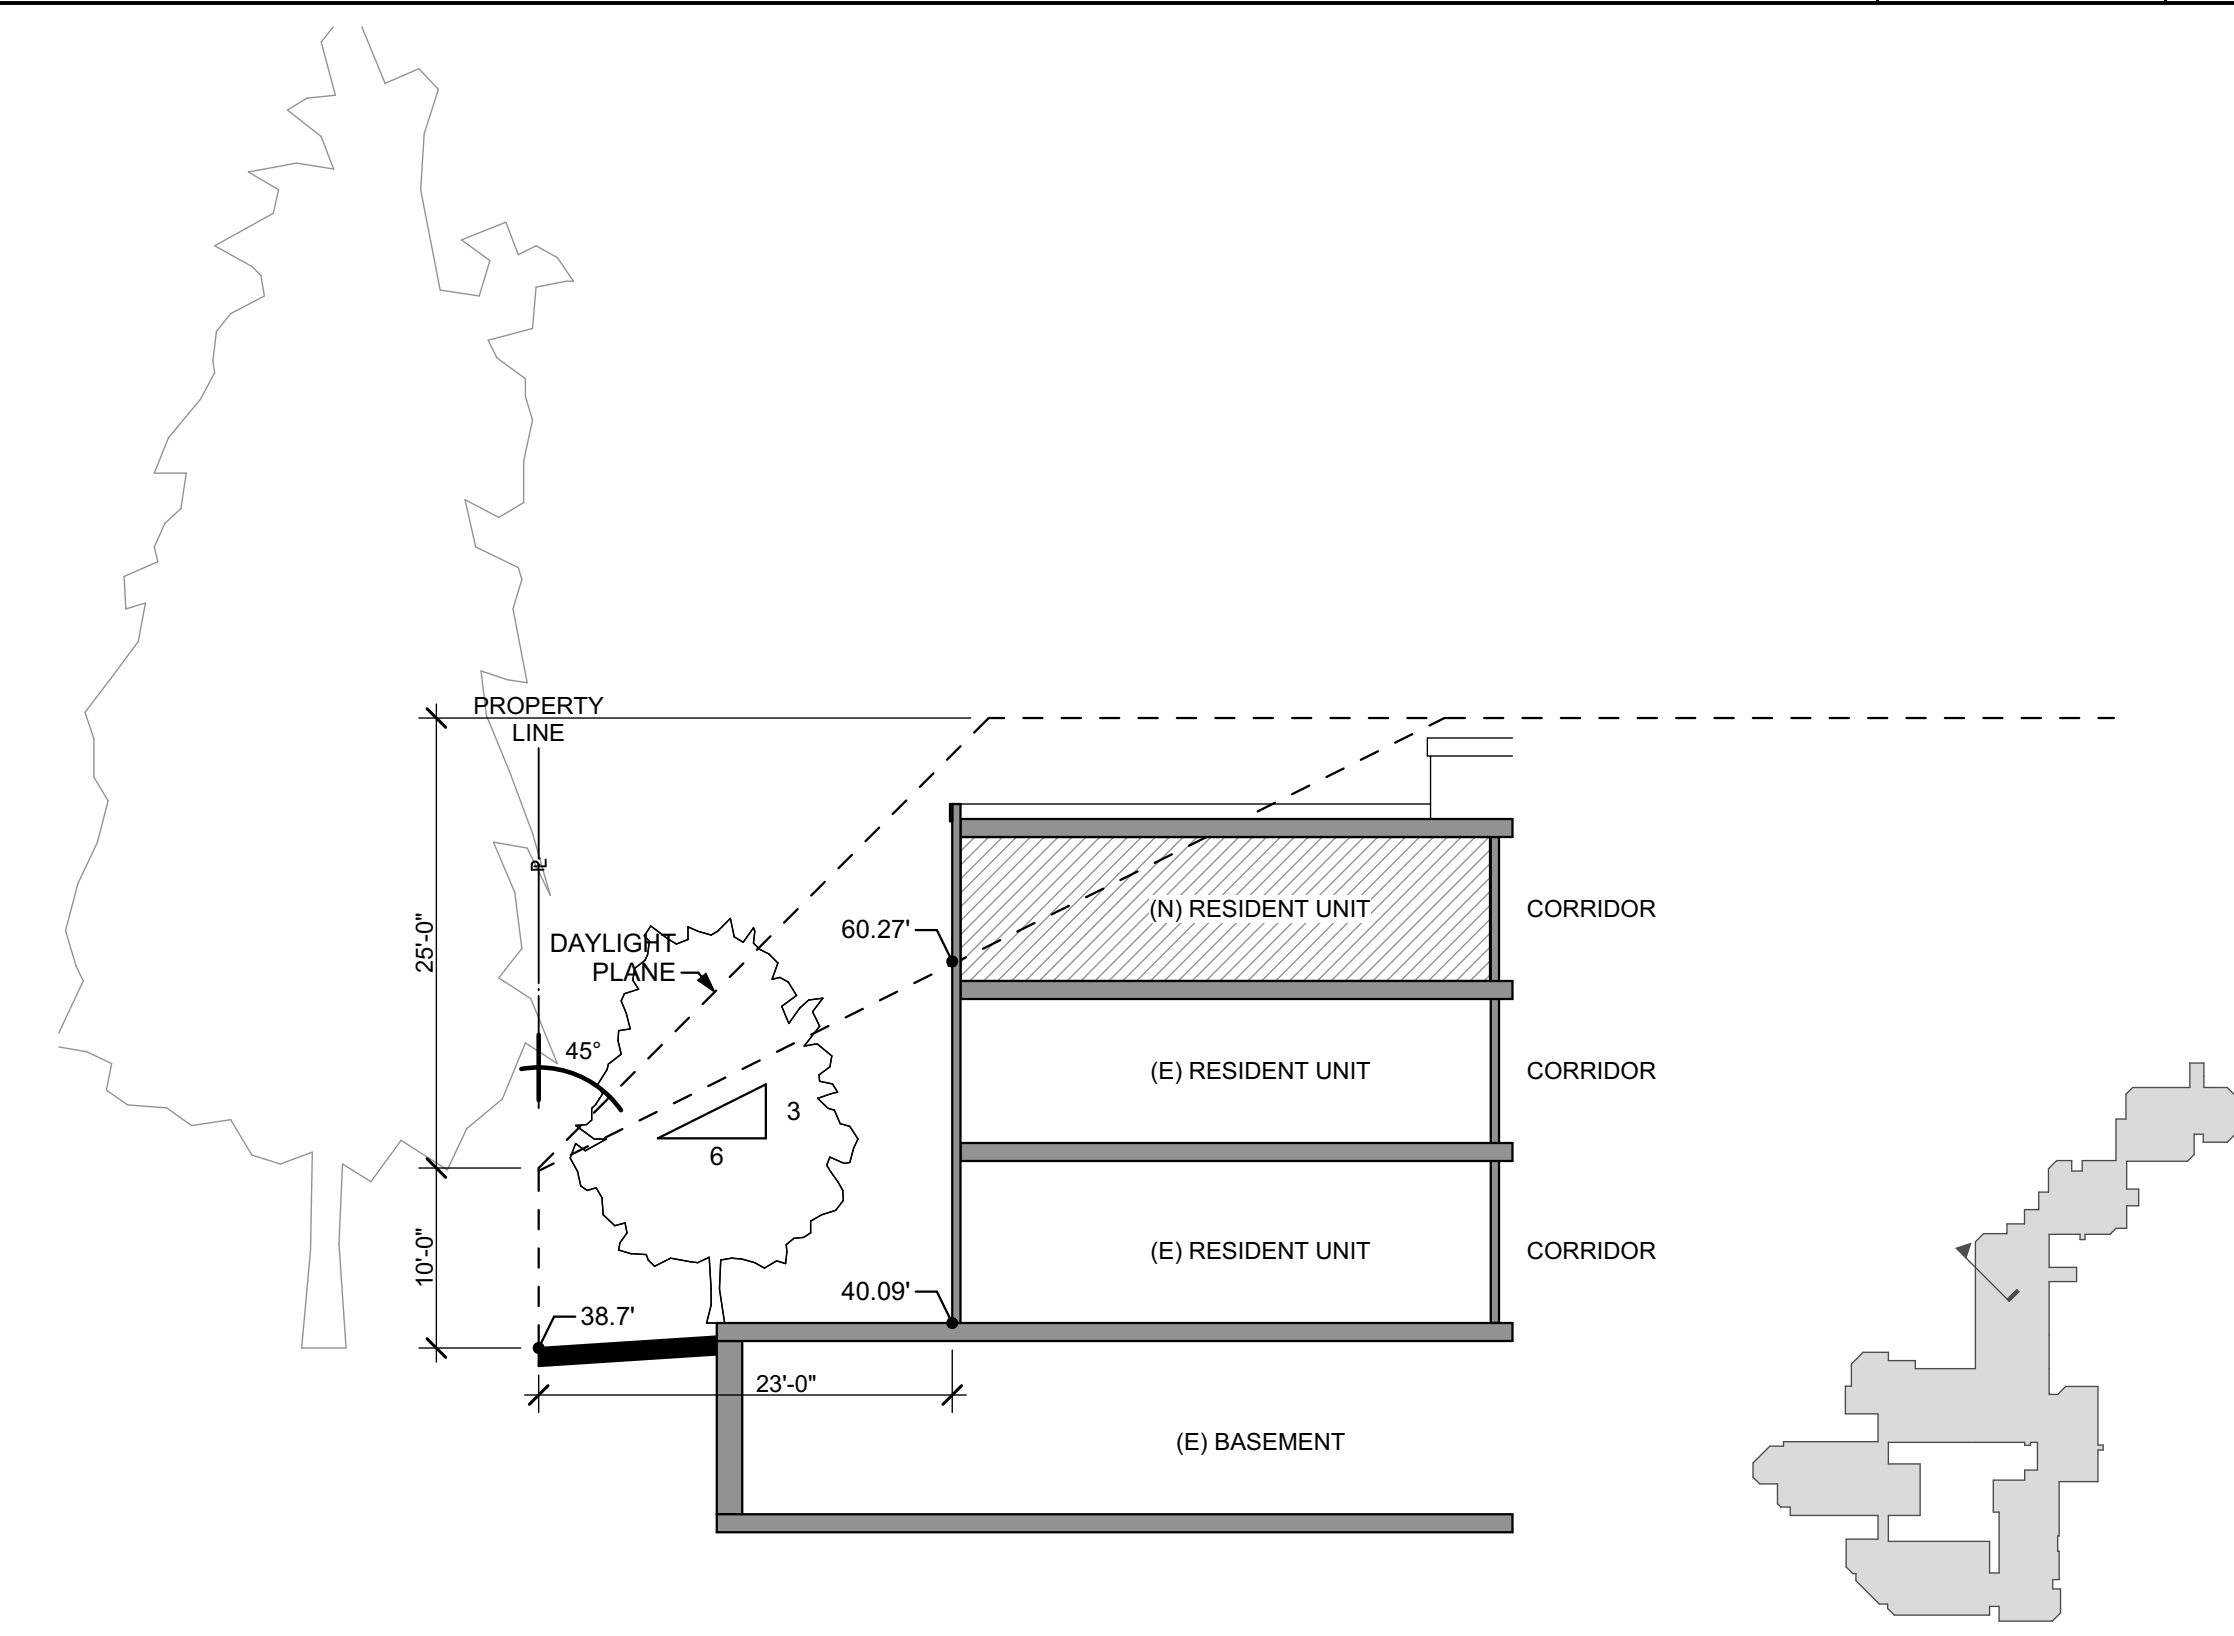 PROPERTY
LINE
PL
25'-0"
DAYLIGHT
PLANE
60.27'
(N) RESIDENT UNIT
CORRIDOR
45°
(E) RESIDENT UNIT
CORRIDOR
3
6
10'-0"
(E) RESIDENT UNIT
CORRIDOR
40.09'
38.7'
23'-0"
(E) BASEMENT